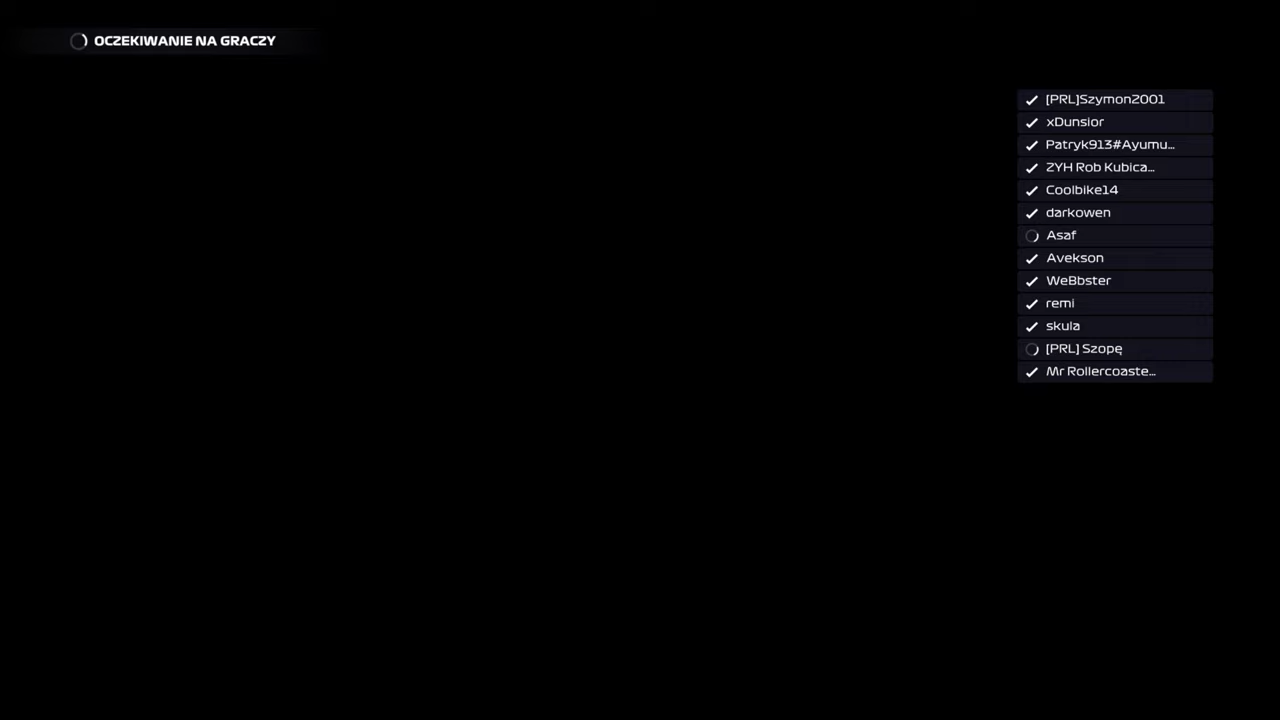 OCZEKIWANIE NA GRACZY
[PRL]Szymon2001
xDunsior
Patryk913#Ayumu...
ZYH Rob Kubica...
Coolbike14
darkowen
Asaf
Avekson
WeBbster
remi
skula
[PRL] Szopę
Mr Rollercoaste...